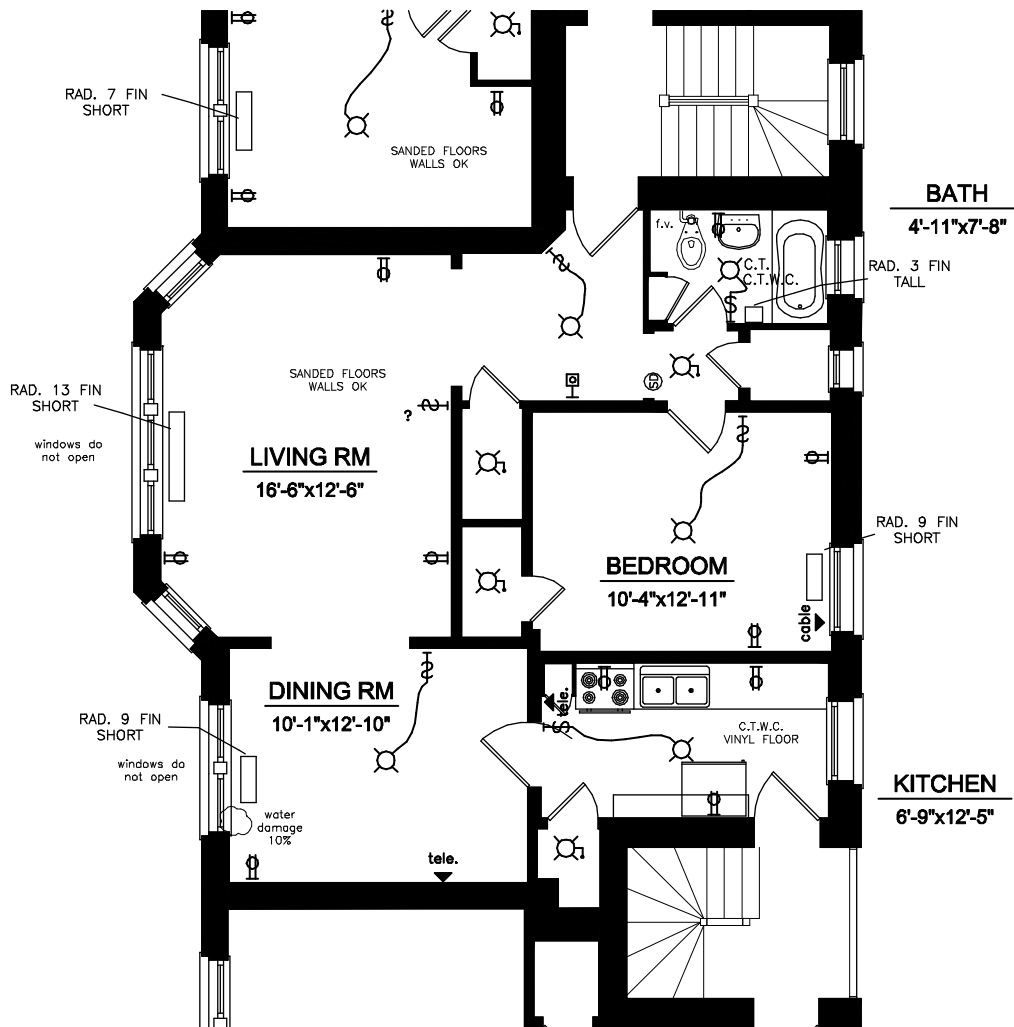 RAD. 7 FIN
SHORT
SANDED FLOORS
WALLS OK
BATH
4'-11"x7'-8"
f.v.
C.T.
C.T.W.C.
RAD. 3 FIN
TALL
SANDED FLOORS
WALLS OK
SD
RAD. 13 FIN
SHORT
?
windows do
not open
LIVING RM
16'-6"x12'-6"
RAD. 9 FIN
SHORT
BEDROOM
10'-4"x12'-11"
cable
DINING RM
10'-1"x12'-10"
tele.
RAD. 9 FIN
SHORT
C.T.W.C.
VINYL FLOOR
windows do
not open
KITCHEN
6'-9"x12'-5"
water
damage
10%
tele.